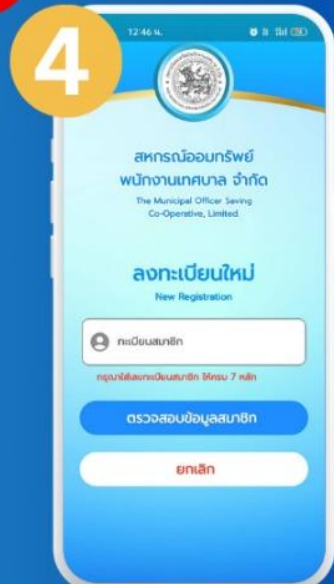 4
12:46 น.
สหกรณ์ออมทรัพย์
พนักงานเทศบาล จำกัด
The Municipal Officer Saving
Co-Operative, Limited.
ลงทะเบียนใหม่
New Registration
ทะเบียนสมาชิก
กรุณาใส่เลขทะเบียนสมาชิก ให้ครบ 7 หลัก
ตรวจสอบข้อมูลสมาชิก
ยกเลิก